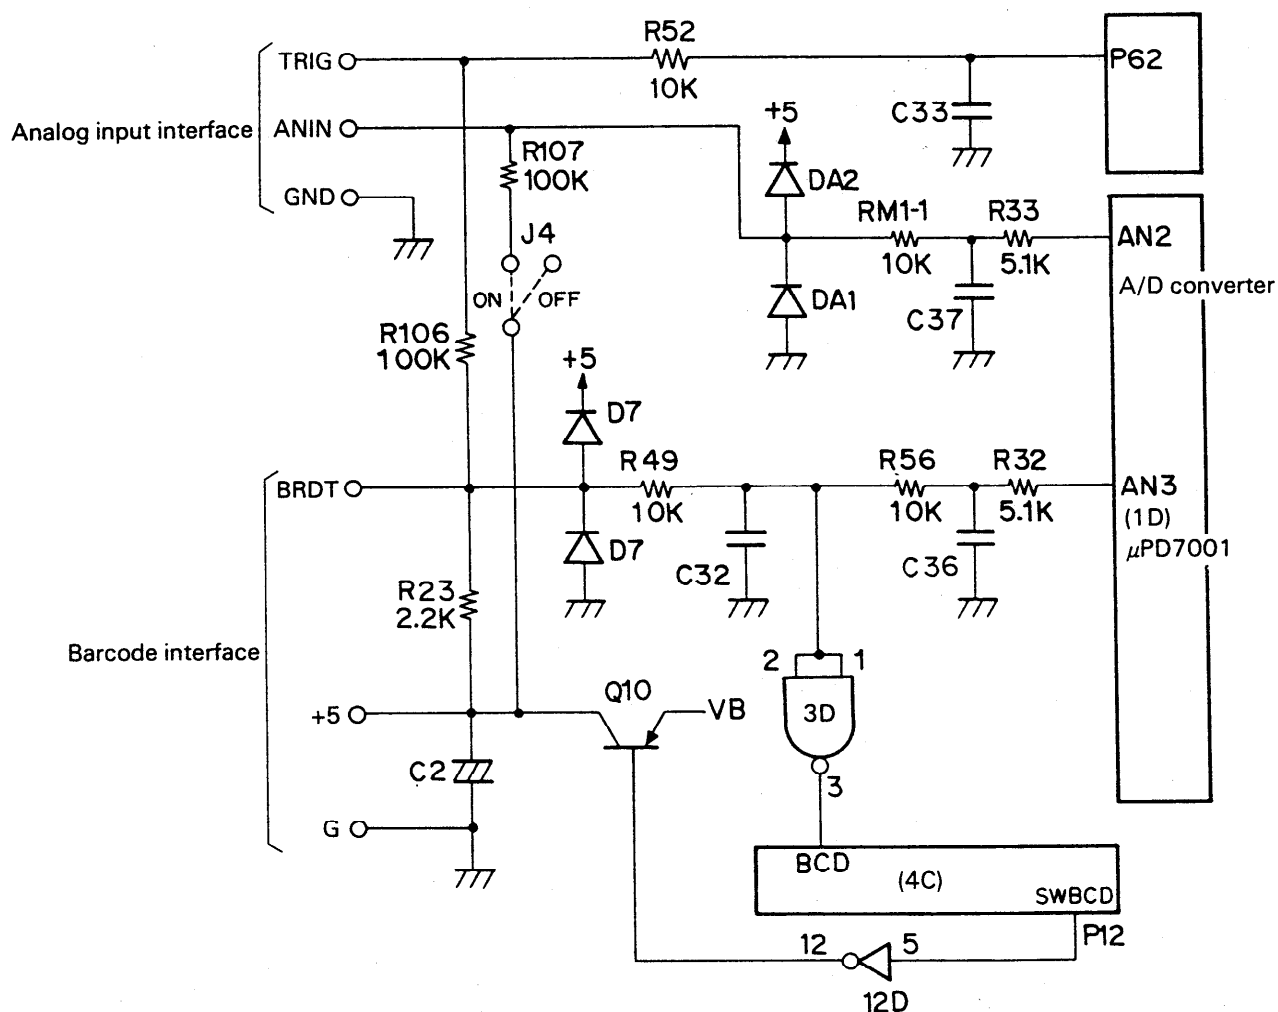 R52
TRIG
10K
P62
Analog input interface
ANIN
C33
+5
R107
100K
DA2
GND
J4
RM1-1
R33
AN2
10K
5.1K
A/D converter
ON
OFF
DA1
C37
R106
100K
+5
D7
R49
R56
R32
BRDT
AN3
10K
10K
5.1K
(1D)
D7
μPD7001
C32
C36
R23
2.2K
Barcode interface
2
1
Q10
VB
3D
+5
C2
3
G
BCD
(4C)
SWBCD
P12
12
5
12D